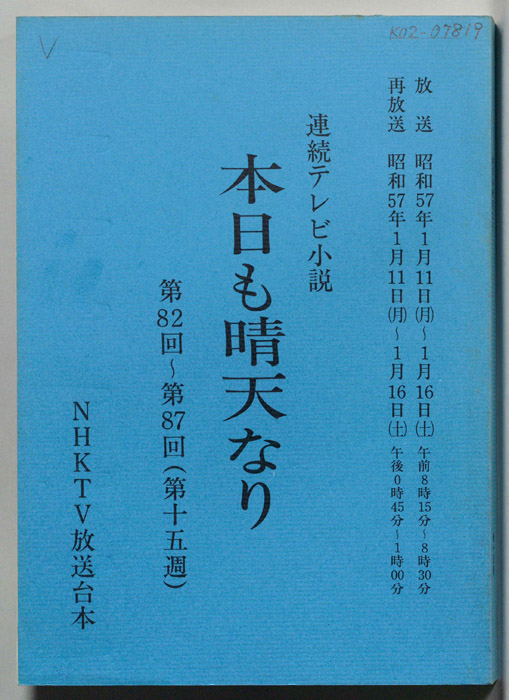 V
K02-07819
放送 昭和57年1月11日(月)～1月16日(土) 午前8時15分～8時30分
再放送 昭和57年1月11日(月)～1月16日(土) 午後0時45分～1時00分
連続テレビ小説
本日も晴天なり
第82回～第87回(第十五週)
NHKTV放送台本